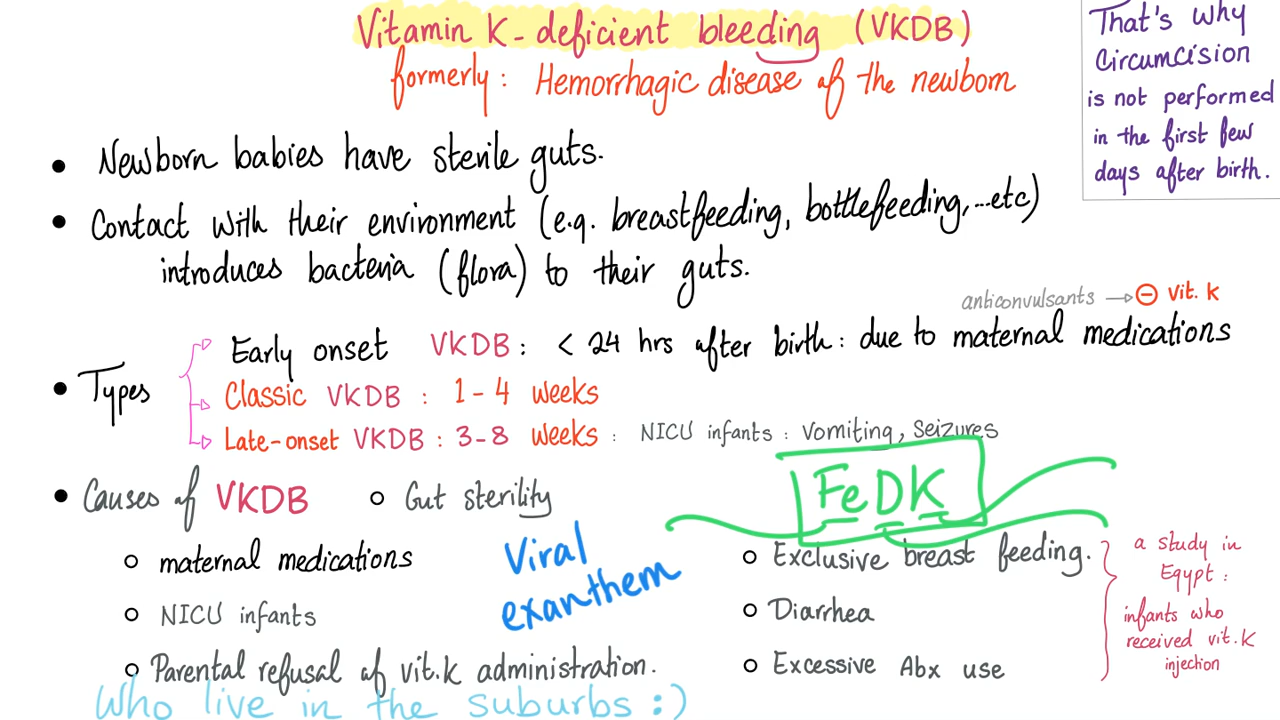 Vitamin K-deficient bleeding (VKDB)
formerly: Hemorrhagic disease of the newborn
That's why
Circumcision
is not performed
in the first few
days after birth.
• Newborn babies have sterile guts.
• Contact with their environment (e.g. breastfeeding, bottlefeeding,...etc)
introduces bacteria (flora) to their guts.
anticonvulsants → ⊖ vit. K
• Types
Early onset VKDB: < 24 hrs after birth: due to maternal medications
Classic VKDB : 1-4 weeks
Late-onset VKDB: 3-8 weeks : NICU infants: Vomiting, Seizures
FeDK
• Causes of VKDB
○ Gut sterility
○ maternal medications
○ NICU infants
○ Parental refusal of vit.K administration.
Who live in the suburbs :)
Viral
exanthem
○ Exclusive breast feeding.
○ Diarrhea
○ Excessive Abx use
a study in
Egypt:
infants who
received vit.K
injection